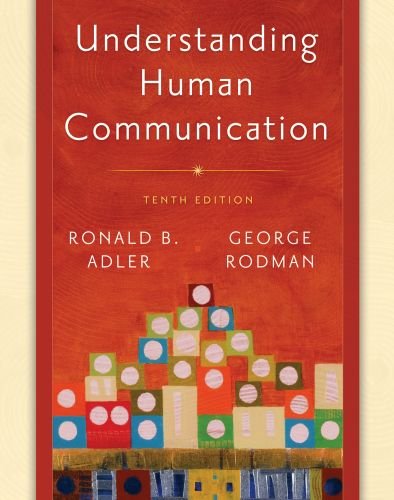 Understanding
Human
Communication
TENTH EDITION
RONALD B. GEORGE
ADLER RODMAN